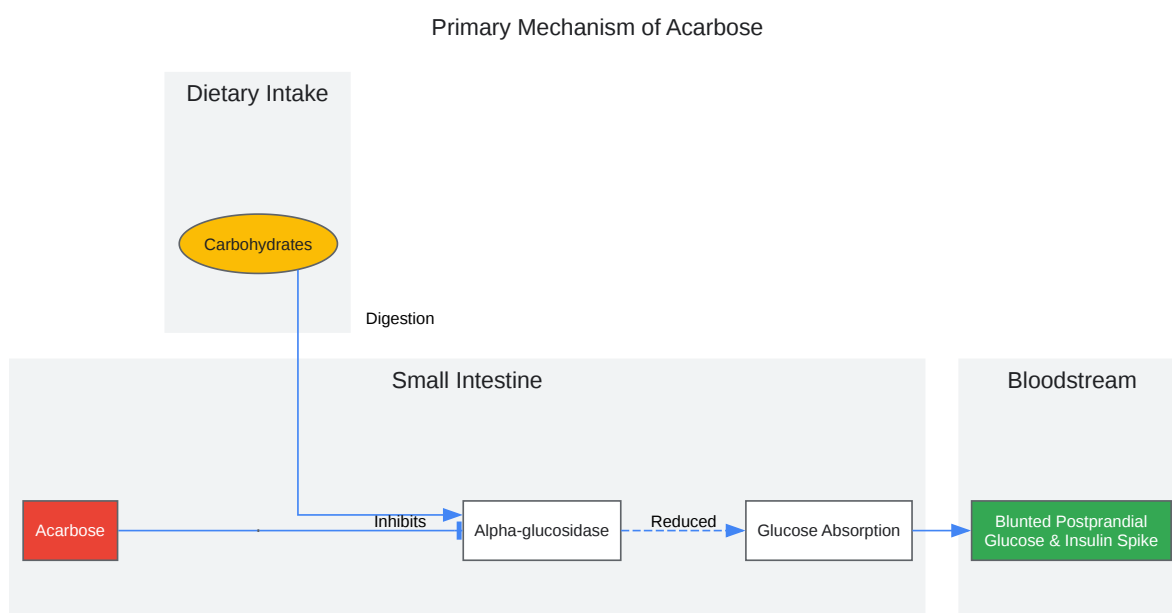 Primary Mechanism of Acarbose
Dietary Intake
Carbohydrates
Digestion
Small Intestine
Bloodstream
Acarbose
Inhibits
Alpha-glucosidase
Reduced
Glucose Absorption
Blunted Postprandial
Glucose & Insulin Spike